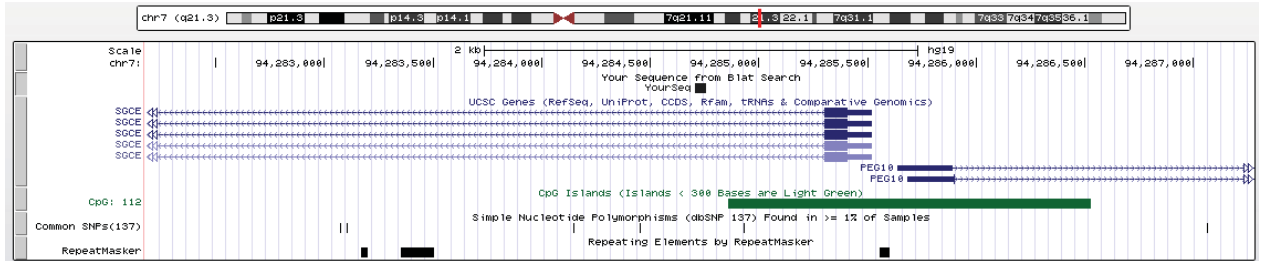 chr7 (q21.3) p21.3 p14.3 p14.1 7q21.11 21.3 22.1 7q31.1 7q33 7q34 7q35 36.1
Scale 2 kb hg19
chr7: 94,283,000 94,283,500 94,284,000 94,284,500 94,285,000 94,285,500 94,286,000 94,286,500 94,287,000
Your Sequence from Blat Search
YourSeq
UCSC Genes (RefSeq, UniProt, CCDS, Rfam, tRNAs & Comparative Genomics)
SGCE
SGCE
SGCE
SGCE
SGCE
PEG10
PEG10
CpG Islands (Islands < 300 Bases are Light Green)
CpG: 112
Simple Nucleotide Polymorphisms (dbSNP 137) Found in >= 1% of Samples
Common SNPs(137)
Repeating Elements by RepeatMasker
RepeatMasker